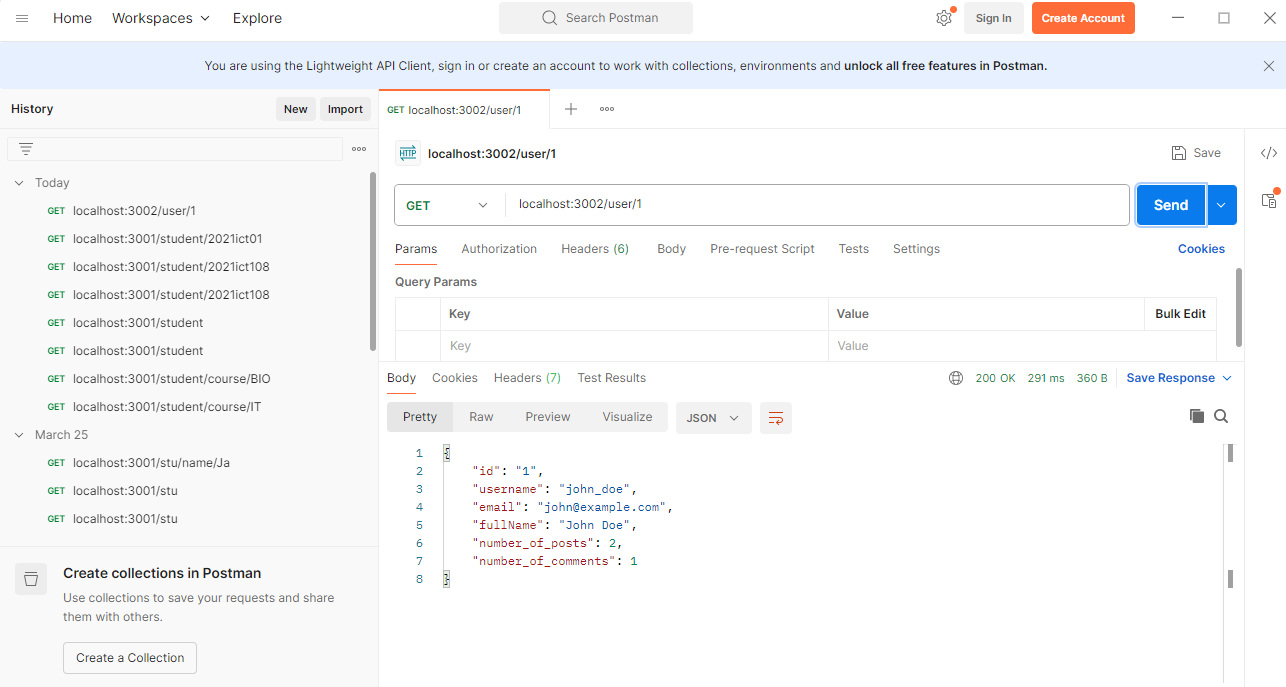 Home Workspaces Explore Search Postman Sign In Create Account
You are using the Lightweight API Client, sign in or create an account to work with collections, environments and unlock all free features in Postman.
History New Import
Today
GET localhost:3002/user/1
GET localhost:3001/student/2021ict01
GET localhost:3001/student/2021ict108
GET localhost:3001/student/2021ict108
GET localhost:3001/student
GET localhost:3001/student
GET localhost:3001/student/course/BIO
GET localhost:3001/student/course/IT
March 25
GET localhost:3001/stu/name/Ja
GET localhost:3001/stu
GET localhost:3001/stu
Create collections in Postman
Use collections to save your requests and share
them with others.
Create a Collection
GET localhost:3002/user/1
HTTP localhost:3002/user/1 Save </>
GET localhost:3002/user/1 Send
Params Authorization Headers (6) Body Pre-request Script Tests Settings Cookies
Query Params
Key Value Bulk Edit
Key Value
Body Cookies Headers (7) Test Results 200 OK 291 ms 360 B Save Response
Pretty Raw Preview Visualize JSON
1 {
2 "id": "1",
3 "username": "john_doe",
4 "email": "john@example.com",
5 "fullName": "John Doe",
6 "number_of_posts": 2,
7 "number_of_comments": 1
8 }